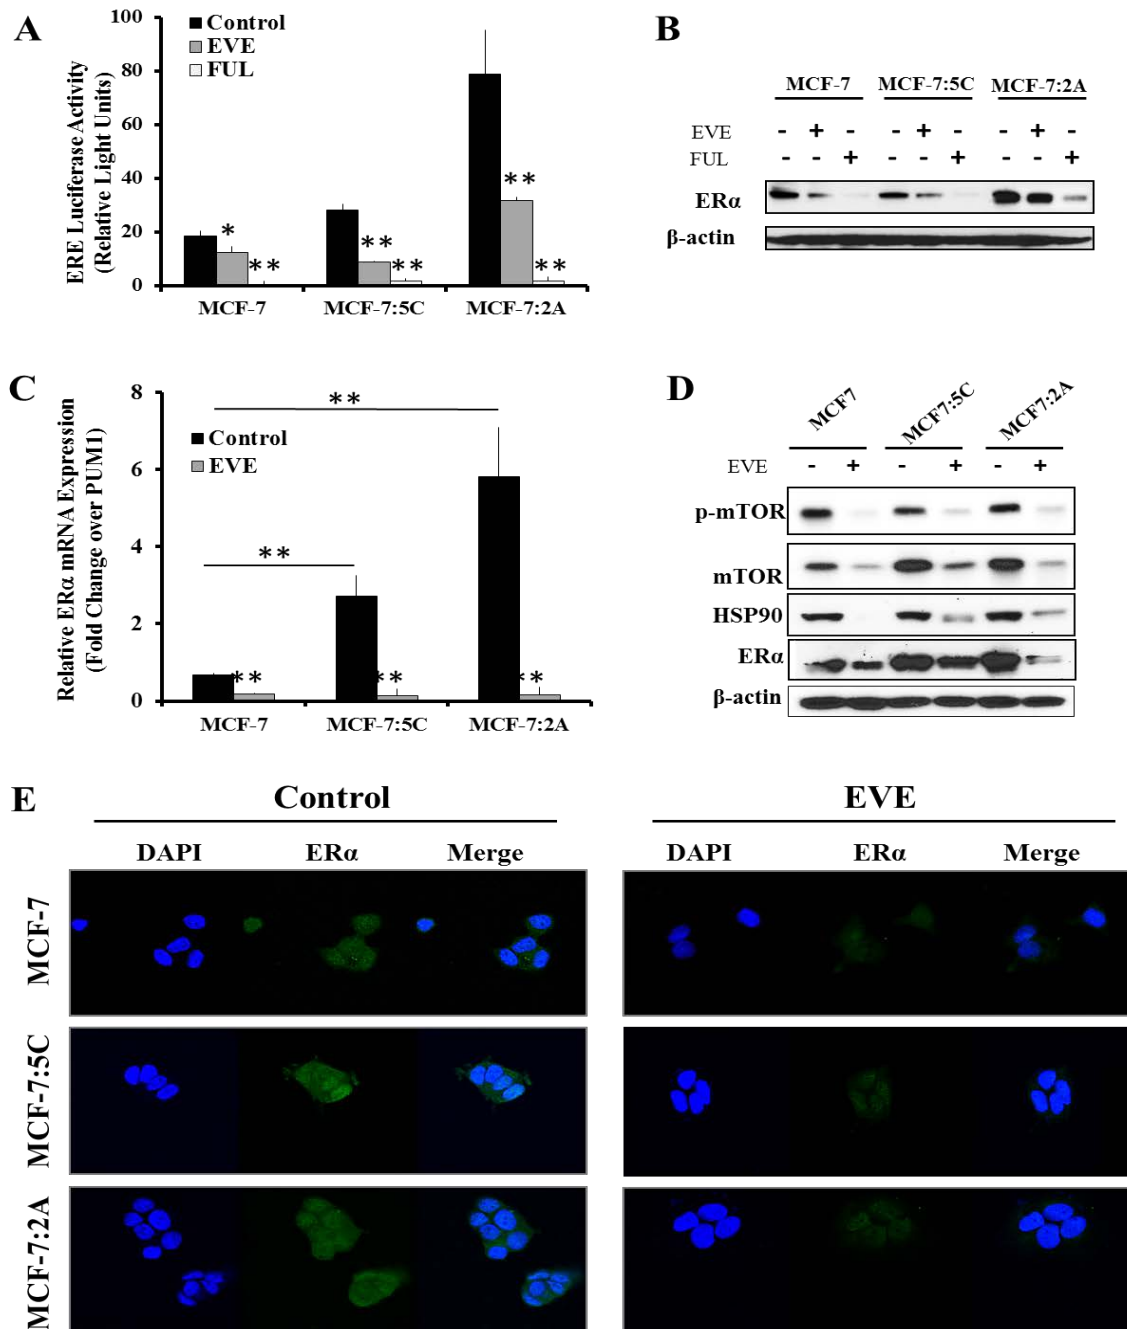 A
ERE Luciferase Activity
(Relative Light Units)
100
80
60
40
20
0
Control
EVE
FUL
*
**
**
**
**
**
MCF-7
MCF-7:5C
MCF-7:2A
B
MCF-7
MCF-7:5C
MCF-7:2A
EVE
- + - - + - - + -
FUL
- - + - - + - - +
ERα
β-actin
C
Relative ERα mRNA Expression
(Fold Change over PUM1)
8
6
4
2
0
**
Control
EVE
**
**
**
**
MCF-7
MCF-7:5C
MCF-7:2A
D
MCF7
MCF7:5C
MCF7:2A
EVE
- + - + - +
p-mTOR
mTOR
HSP90
ERα
β-actin
E
Control
EVE
DAPI
ERα
Merge
DAPI
ERα
Merge
MCF-7
MCF-7:5C
MCF-7:2A